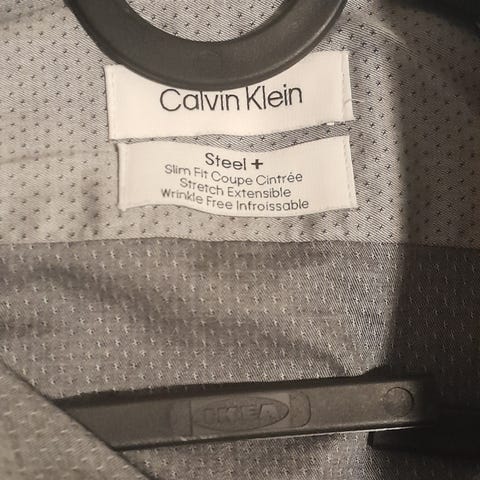 Calvin Klein
Steel +
Slim Fit Coupe Cintrée
Stretch Extensible
Wrinkle Free Infroissable
IKEA